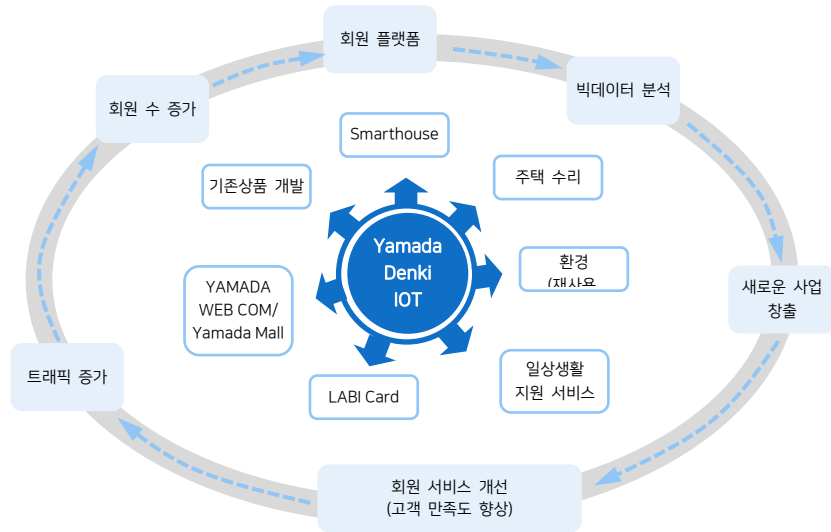 회원 플랫폼
빅데이터 분석
회원 수 증가
Smarthouse
기존상품 개발
주택 수리
Yamada
Denki
IOT
환경
(재사용
YAMADA
WEB COM/
Yamada Mall
새로운 사업
창출
일상생활
지원 서비스
트래픽 증가
LABI Card
회원 서비스 개선
(고객 만족도 향상)